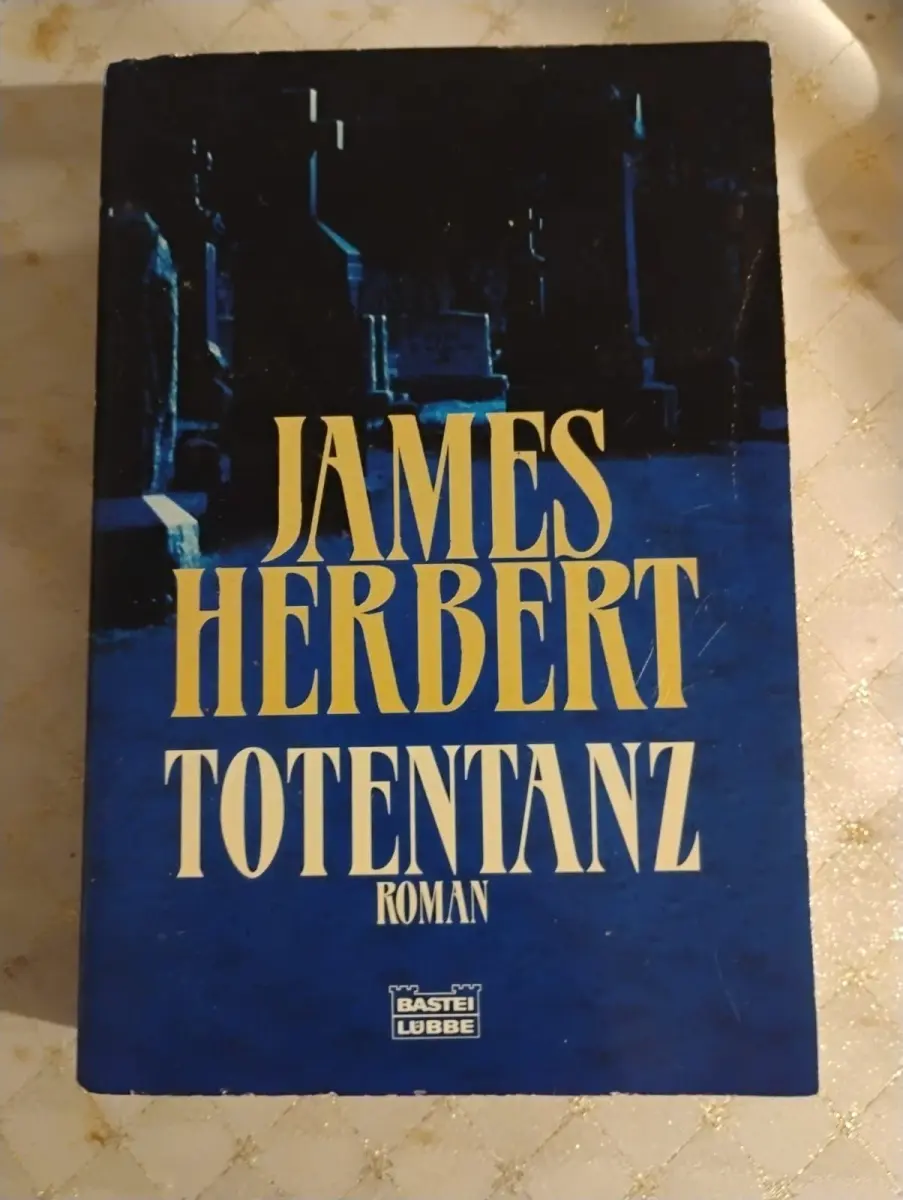 JAMES
HERBERT
TOTENTANZ
ROMAN
BASTEI
LÜBBE